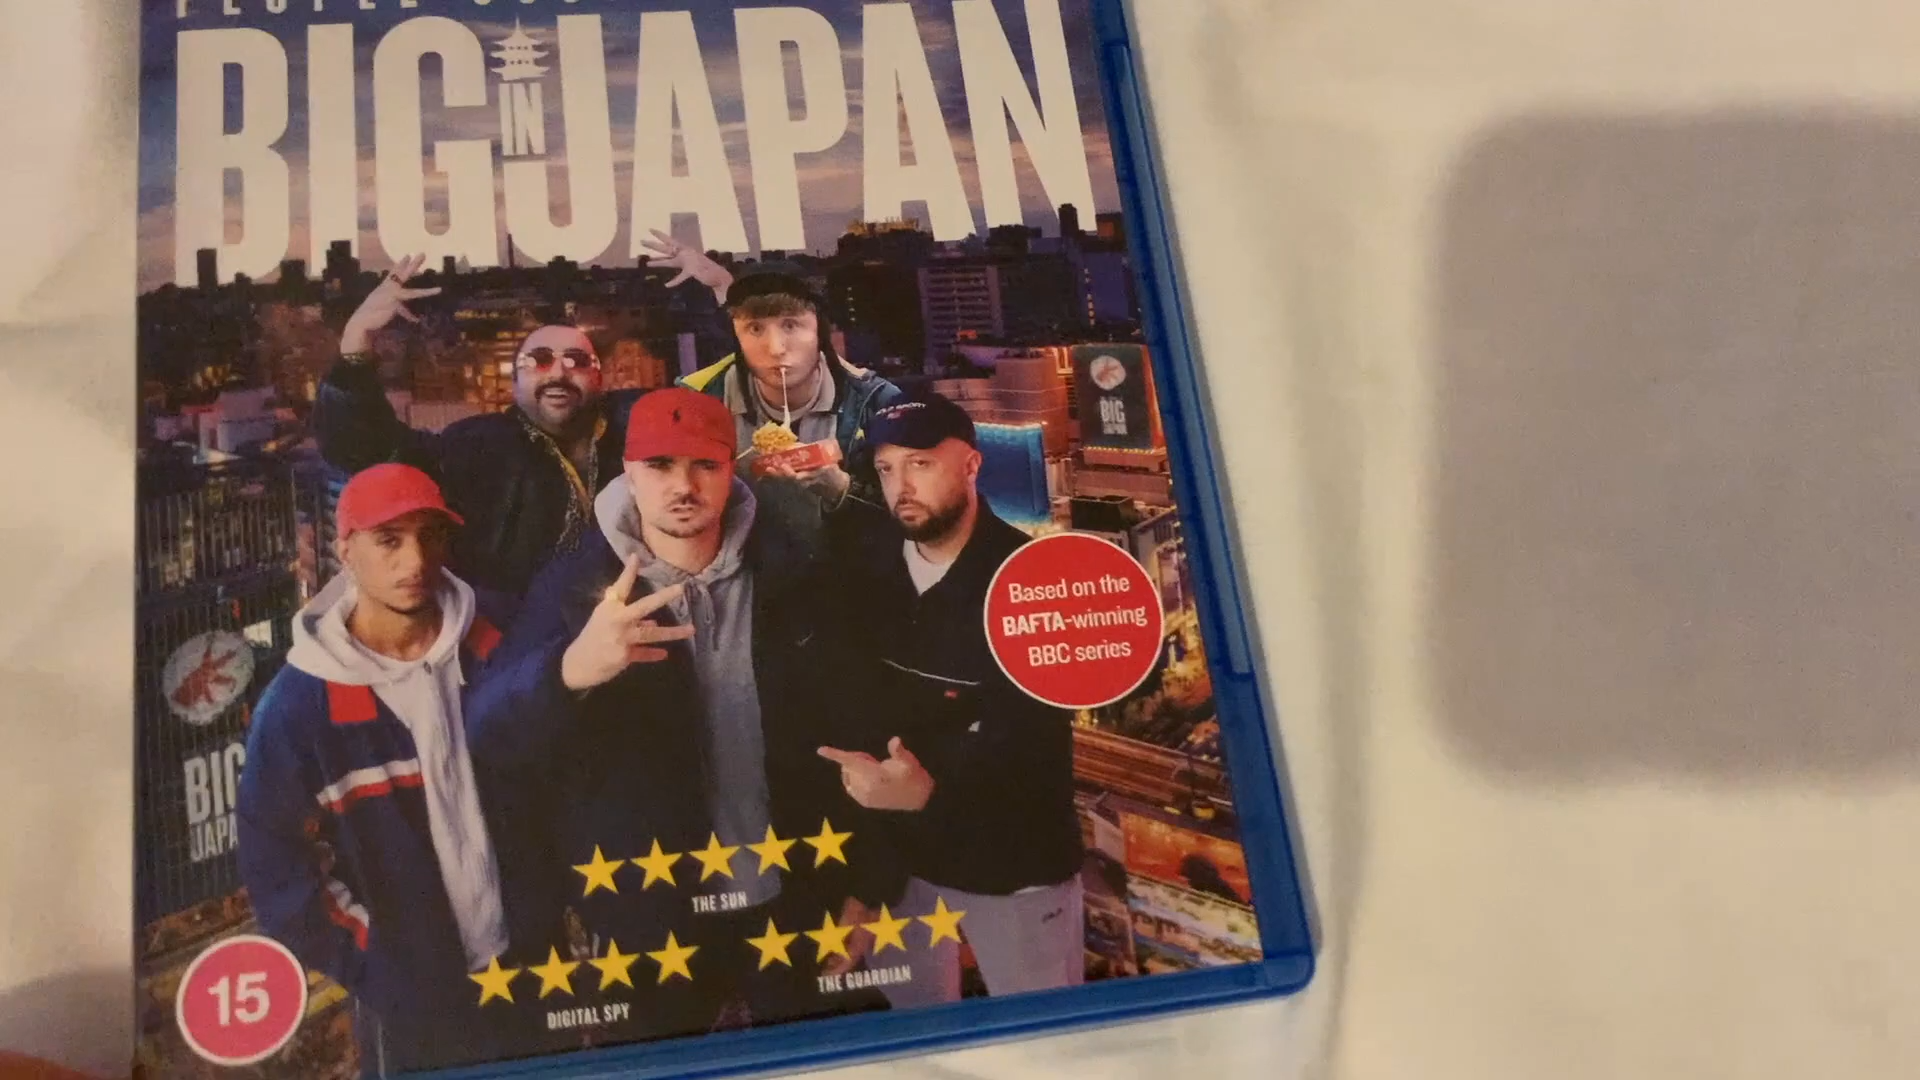 BIG IN JAPAN
BIG
JAPAN
Based on the
BAFTA-winning
BBC series
BIG
JAPA
THE SUN
THE GUARDIAN
DIGITAL SPY
15